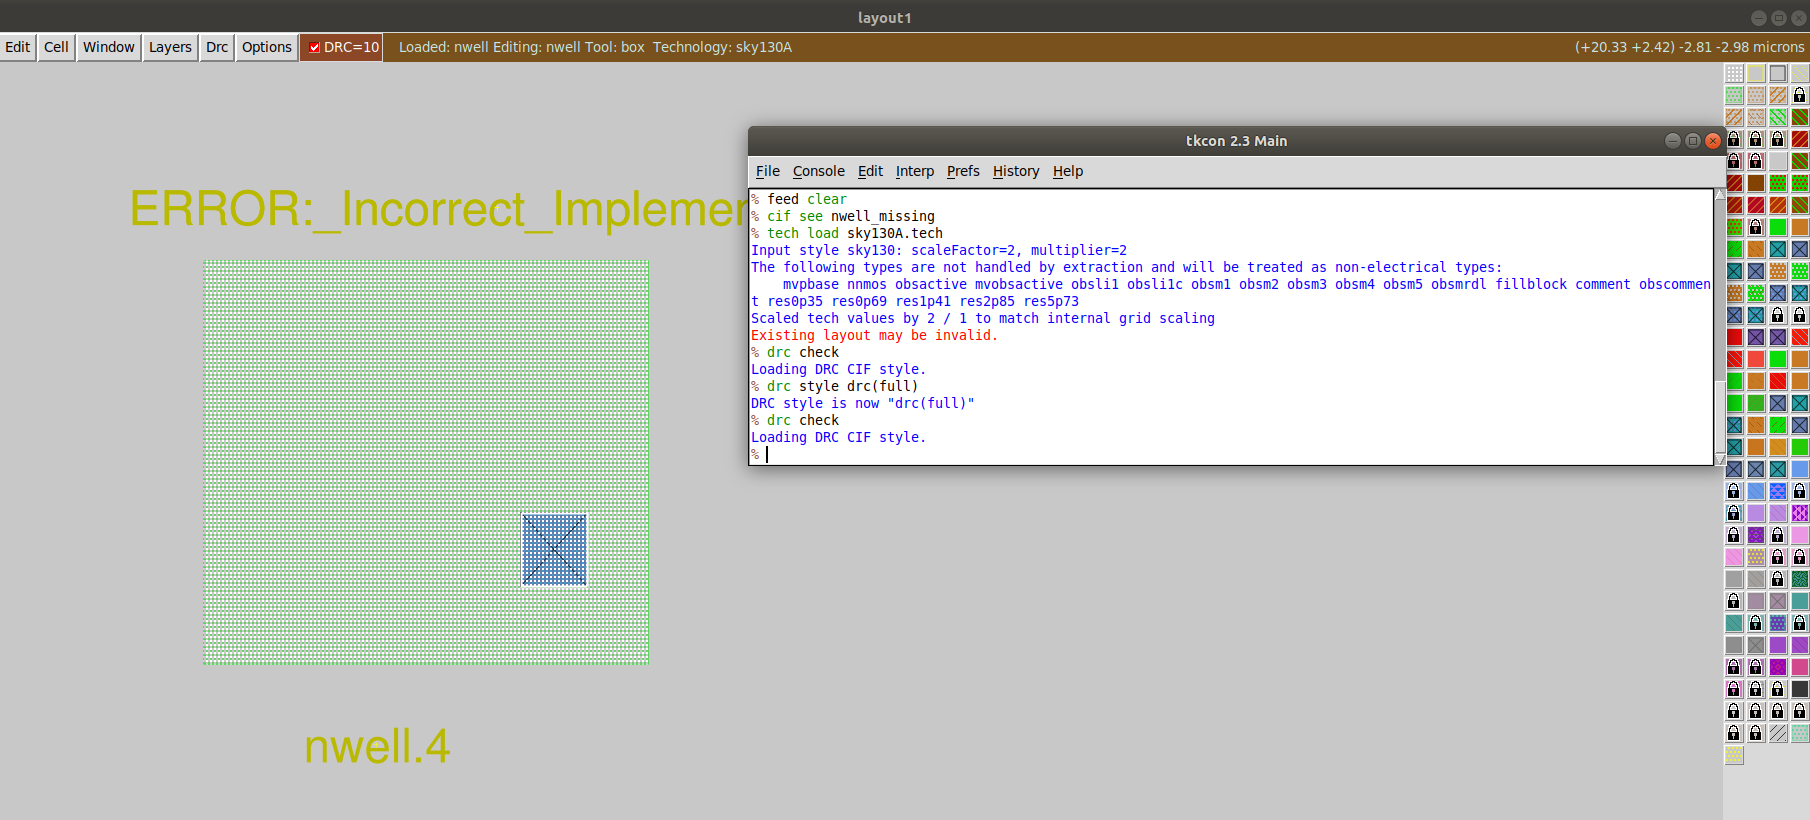 layout1
Edit Cell Window Layers Drc Options DRC=10 Loaded: nwell Editing: nwell Tool: box Technology: sky130A (+20.33 +2.42) -2.81 -2.98 microns
ERROR:_Incorrect_Implemen
tkcon 2.3 Main
File Console Edit Interp Prefs History Help
% feed clear
% cif see nwell_missing
% tech load sky130A.tech
Input style sky130: scaleFactor=2, multiplier=2
The following types are not handled by extraction and will be treated as non-electrical types:
mvpbase nnmos obsactive mvobsactive obsli1 obsli1c obsm1 obsm2 obsm3 obsm4 obsm5 obsmrdl fillblock comment obscommen
t res0p35 res0p69 res1p41 res2p85 res5p73
Scaled tech values by 2 / 1 to match internal grid scaling
Existing layout may be invalid.
% drc check
Loading DRC CIF style.
% drc style drc(full)
DRC style is now "drc(full)"
% drc check
Loading DRC CIF style.
%
nwell.4